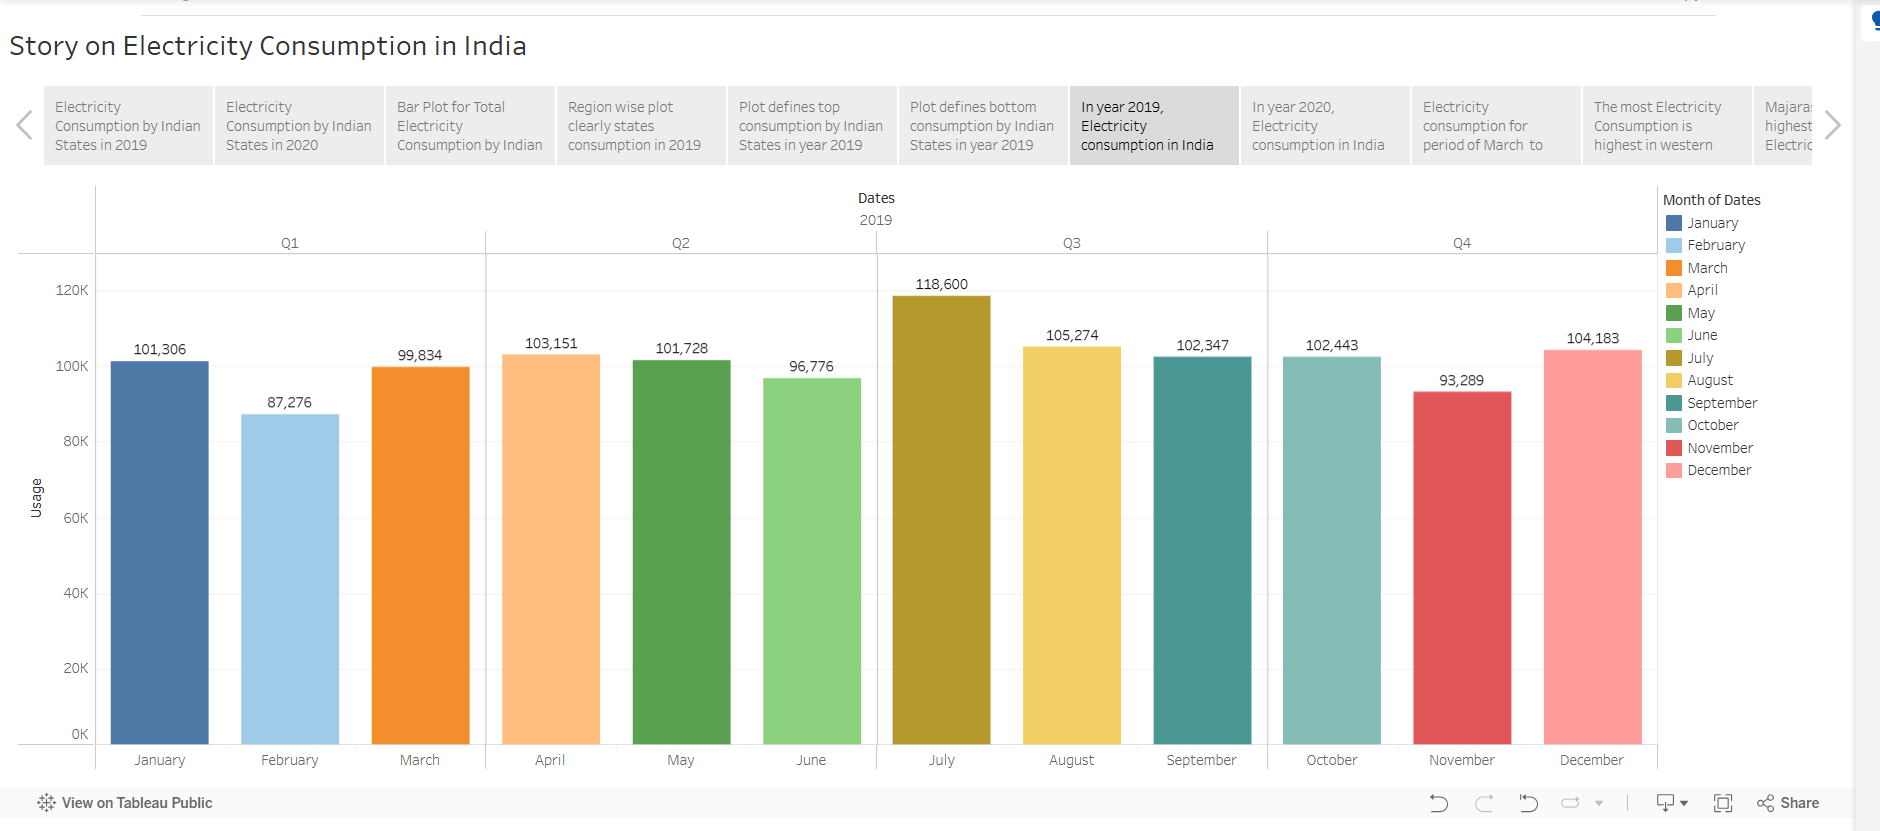 Story on Electricity Consumption in India
Electricity
Consumption by Indian
States in 2019
Electricity
Consumption by Indian
States in 2020
Bar Plot for Total
Electricity
Consumption by Indian
Region wise plot
clearly states
consumption in 2019
Plot defines top
consumption by Indian
States in year 2019
Plot defines bottom
consumption by Indian
States in year 2019
In year 2019,
Electricity
consumption in India
In year 2020,
Electricity
consumption in India
Electricity
consumption for
period of March to
The most Electricity
Consumption is
highest in western
Majara
highest
Electric
Dates
2019
Q1
Q2
Q3
Q4
Usage
120K
100K
80K
60K
40K
20K
0K
101,306
87,276
99,834
103,151
101,728
96,776
118,600
105,274
102,347
102,443
93,289
104,183
January
February
March
April
May
June
July
August
September
October
November
December
Month of Dates
January
February
March
April
May
June
July
August
September
October
November
December
View on Tableau Public
Share